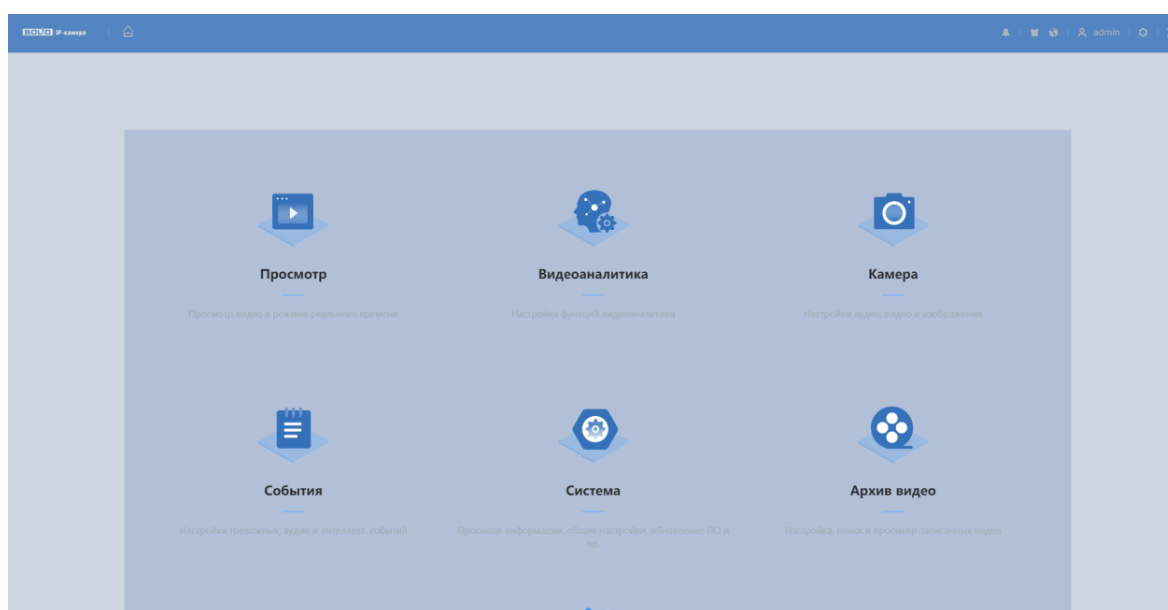 BOLID IP-камера
admin
Просмотр
Видеоаналитика
Камера
Просмотр видео в режиме реального времени
Настройка функций видеоаналитики
Настройки аудио, видео и изображения
События
Система
Архив видео
Настройка тревожных, аудио и интеллект. событий
Просмотр информации, общие настройки, обновление ПО и
пр.
Настройка, поиск и просмотр записанных видео